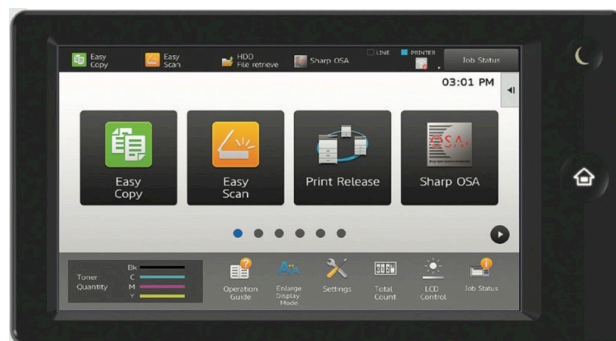 Easy
Copy
Easy
Scan
HDD
File retrieve
Sharp OSA
LINE
PRINTER
Job Status
03:01 PM
Easy
Copy
Easy
Scan
Print Release
OSA
Sharp OSA
Toner
Quantity
Bk
C
M
Y
Operation
Guide
Enlarge
Display
Mode
Settings
Total
Count
LCD
Control
Job Status